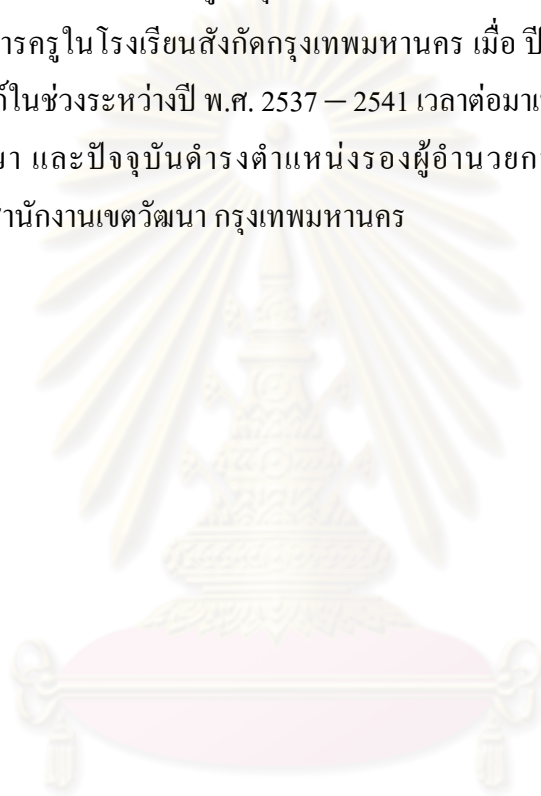 ารครูในโรงเรียนสังกัดกรุงเทพมหานคร เมื่อ ปี
ก์ในช่วงระหว่างปี พ.ศ. 2537 – 2541 เวลาต่อมาเ
นา และปัจจุบันดำรงตำแหน่งรองผู้อำนวยกา
สำนักงานเขตวัฒนา กรุงเทพมหานคร